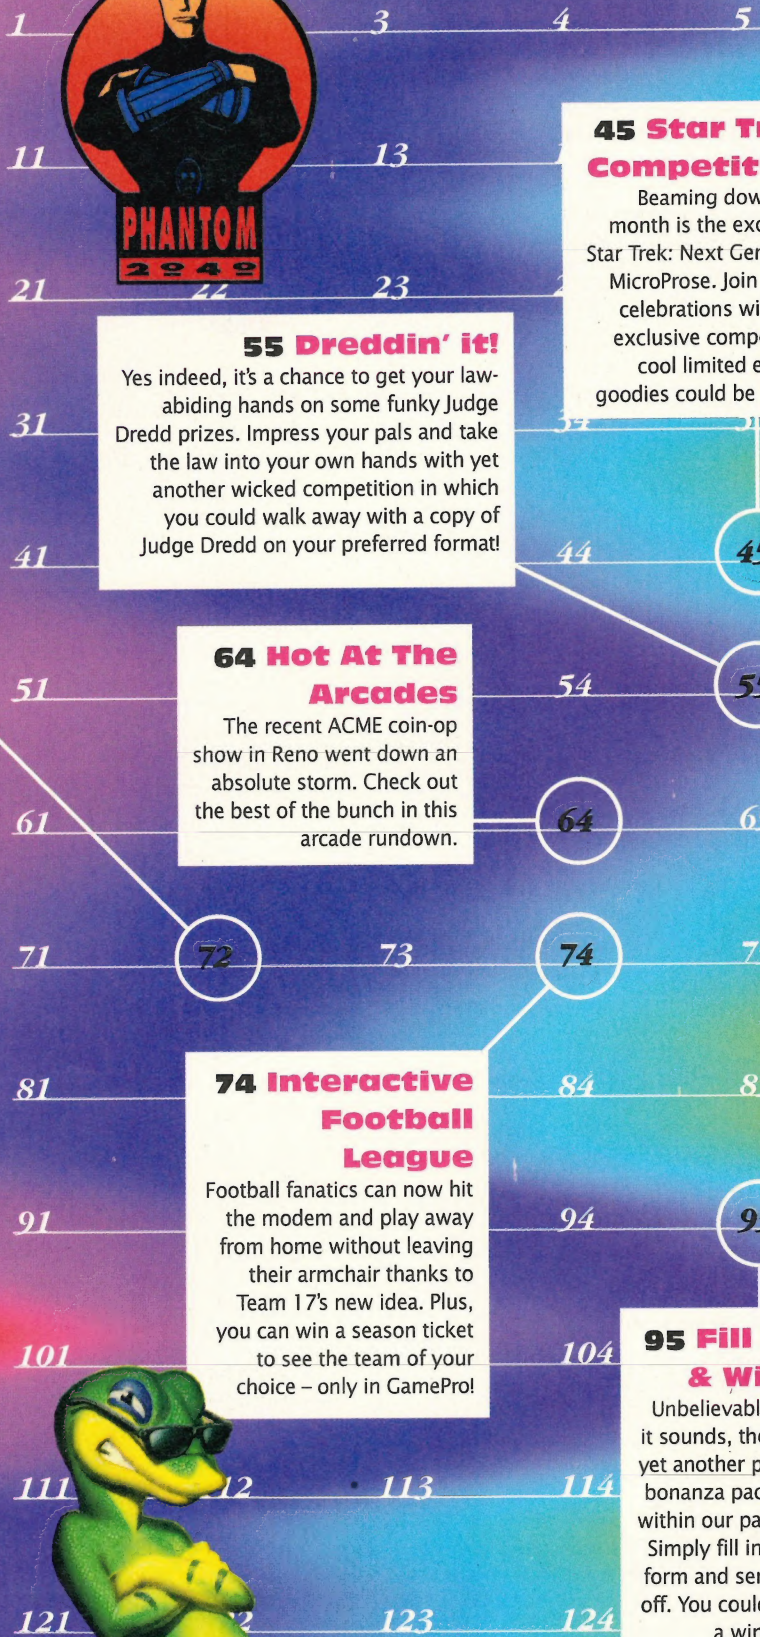 1
3
4
5
11
13
PHANTOM
2040
21
22
23
45 Star
Competit
Beaming dow
month is the exc
Star Trek: Next Gen
MicroProse. Join
celebrations wi
exclusive comp
cool limited e
goodies could be
55 Dreddin' it!
Yes indeed, it's a chance to get your law-
abiding hands on some funky Judge
Dredd prizes. Impress your pals and take
the law into your own hands with yet
another wicked competition in which
you could walk away with a copy of
Judge Dredd on your preferred format!
31
34
41
44
45
64 Hot At The
Arcades
The recent ACME coin-op
show in Reno went down an
absolute storm. Check out
the best of the bunch in this
arcade rundown.
51
54
55
61
64
71
72
73
74
74 Interactive
Football
League
Football fanatics can now hit
the modem and play away
from home without leaving
their armchair thanks to
Team 17's new idea. Plus,
you can win a season ticket
to see the team of your
choice – only in GamePro!
81
84
91
94
101
104
95 Fill
& Wi
Unbelievabl
it sounds, the
yet another p
bonanza pac
within our pa
Simply fill in
form and ser
off. You could
a win
111
12
113
114
121
2
123
124